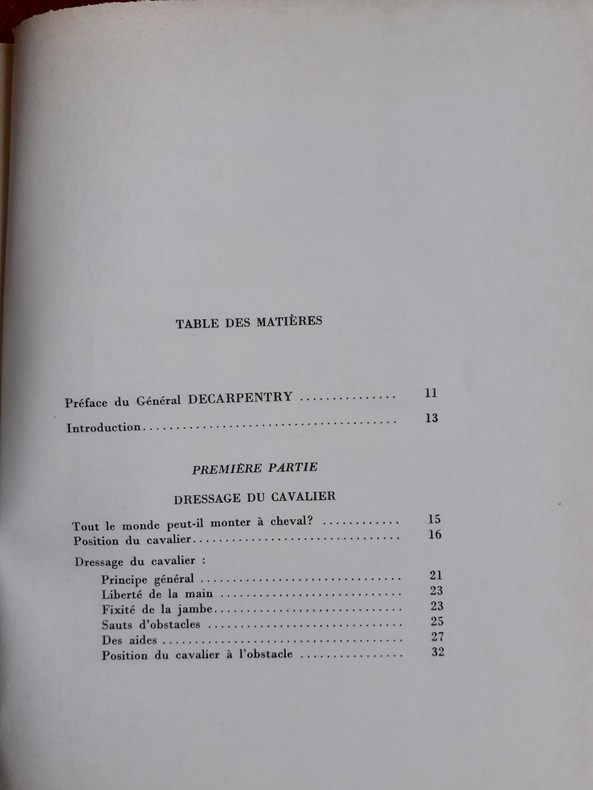 TABLE DES MATIÈRES
Préface du Général DECARPENTRY ............... 11
Introduction....................................... 13
PREMIÈRE PARTIE
DRESSAGE DU CAVALIER
Tout le monde peut-il monter à cheval? ............ 15
Position du cavalier................................ 16
Dressage du cavalier :
Principe général ............................... 21
Liberté de la main ............................ 23
Fixité de la jambe............................. 23
Sauts d'obstacles .............................. 25
Des aides ..................................... 27
Position du cavalier à l'obstacle ................ 32